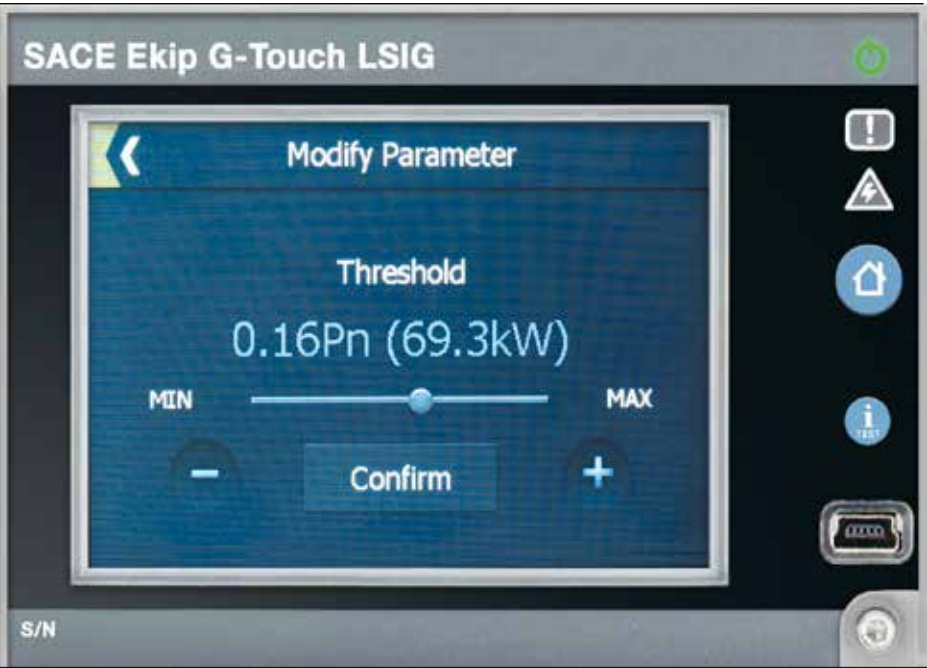 SACE Ekip G-Touch LSIG
Modify Parameter
Threshold
0.16Pn (69.3kW)
MIN
MAX
Confirm
i
TEST
S/N